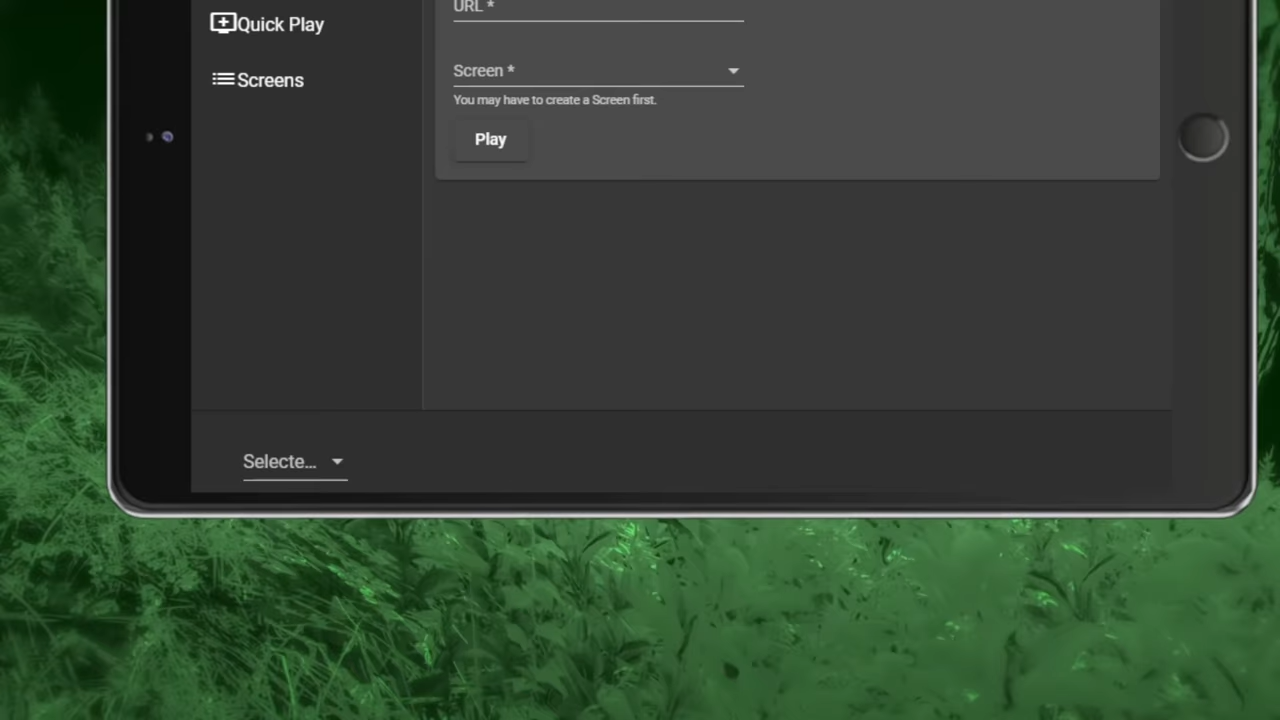 URL *
Quick Play
Screen *
Screens
You may have to create a Screen first.
Play
Selecte...